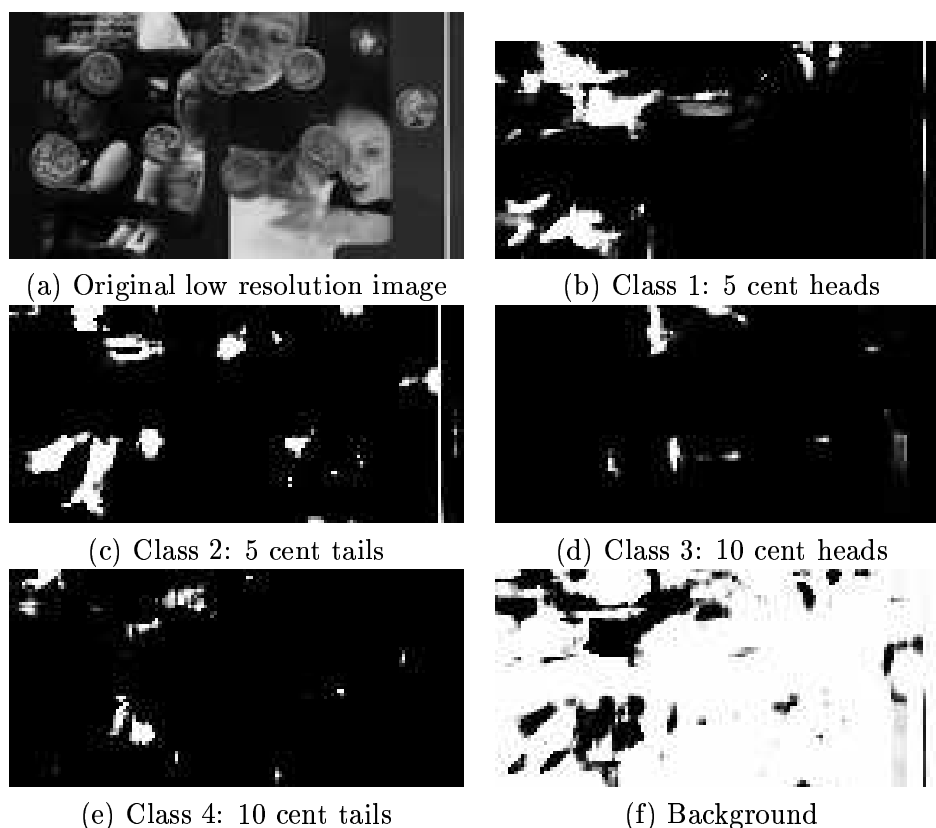 (a) Original low resolution image
(b) Class 1: 5 cent heads
(c) Class 2: 5 cent tails
(d) Class 3: 10 cent heads
(e) Class 4: 10 cent tails
(f) Background